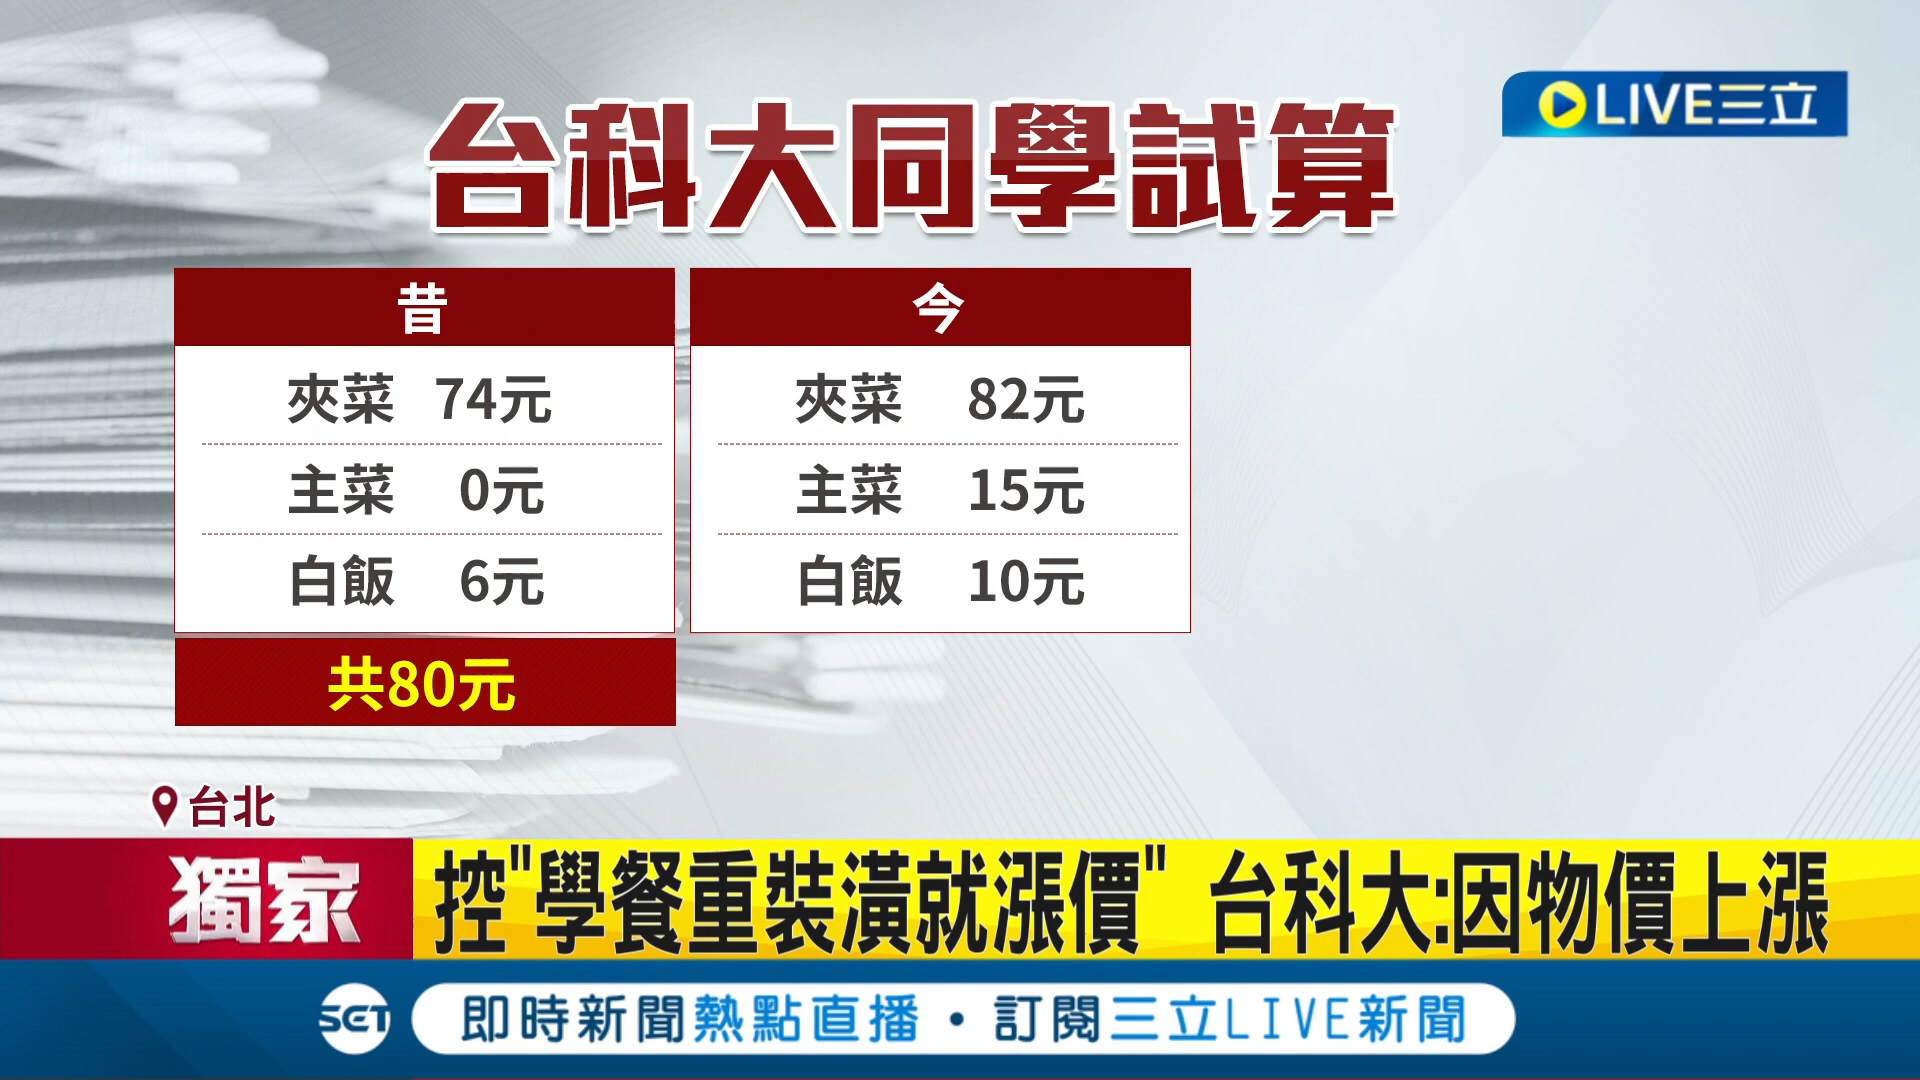 LIVE三立
台科大同學試算
昔
夾菜 74元
主菜 0元
白飯 6元
共80元
今
夾菜 82元
主菜 15元
白飯 10元
台北
獨家
控"學餐重裝潢就漲價" 台科大:因物價上漲
SET
即時新聞熱點直播・訂閱三立LIVE新聞